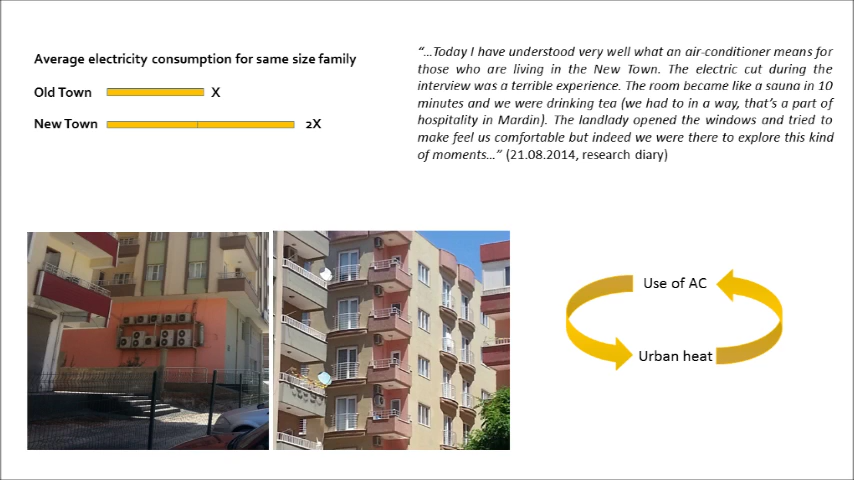 Average electricity consumption for same size family
Old Town X
New Town 2X
“…Today I have understood very well what an air-conditioner means for
those who are living in the New Town. The electric cut during the
interview was a terrible experience. The room became like a sauna in 10
minutes and we were drinking tea (we had to in a way, that’s a part of
hospitality in Mardin). The landlady opened the windows and tried to
make feel us comfortable but indeed we were there to explore this kind
of moments…” (21.08.2014, research diary)
Use of AC
Urban heat